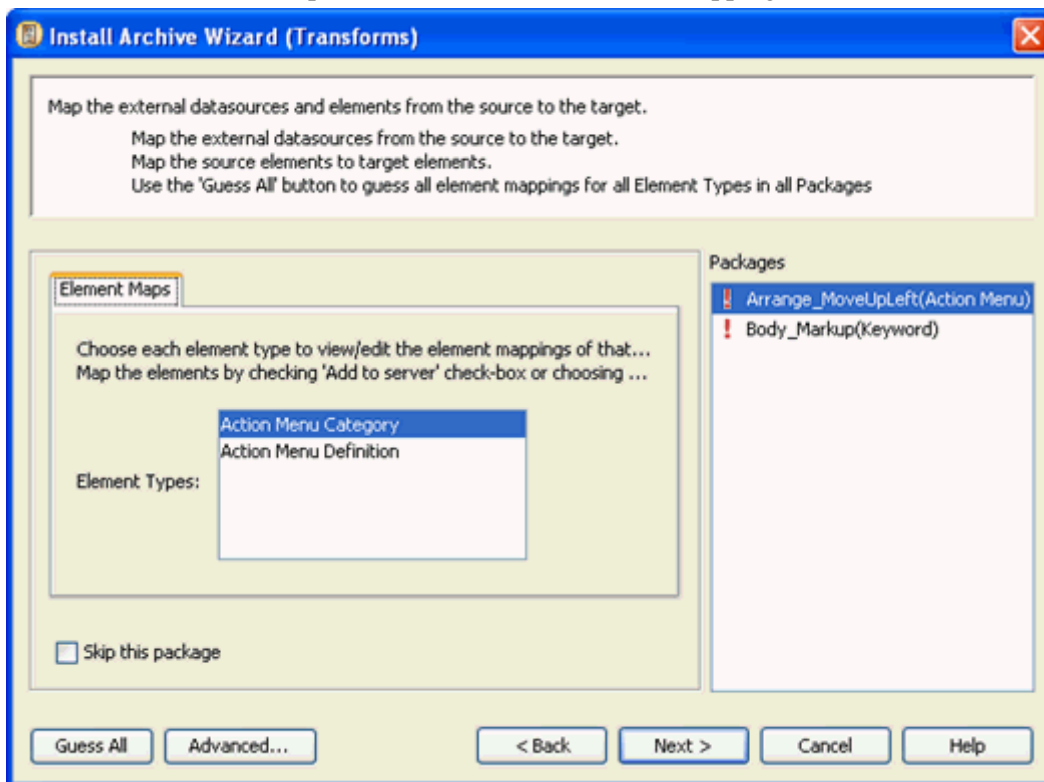 Install Archive Wizard (Transforms)
Map the external datasources and elements from the source to the target.
Map the external datasources from the source to the target.
Map the source elements to target elements.
Use the 'Guess All' button to guess all element mappings for all Element Types in all Packages
Element Maps
Choose each element type to view/edit the element mappings of that...
Map the elements by checking 'Add to server' check-box or choosing ...
Element Types:
Action Menu Category
Action Menu Definition
Skip this package
Packages
Arrange_MoveUpLeft(Action Menu)
Body_Markup(Keyword)
Guess All
Advanced...
< Back
Next >
Cancel
Help